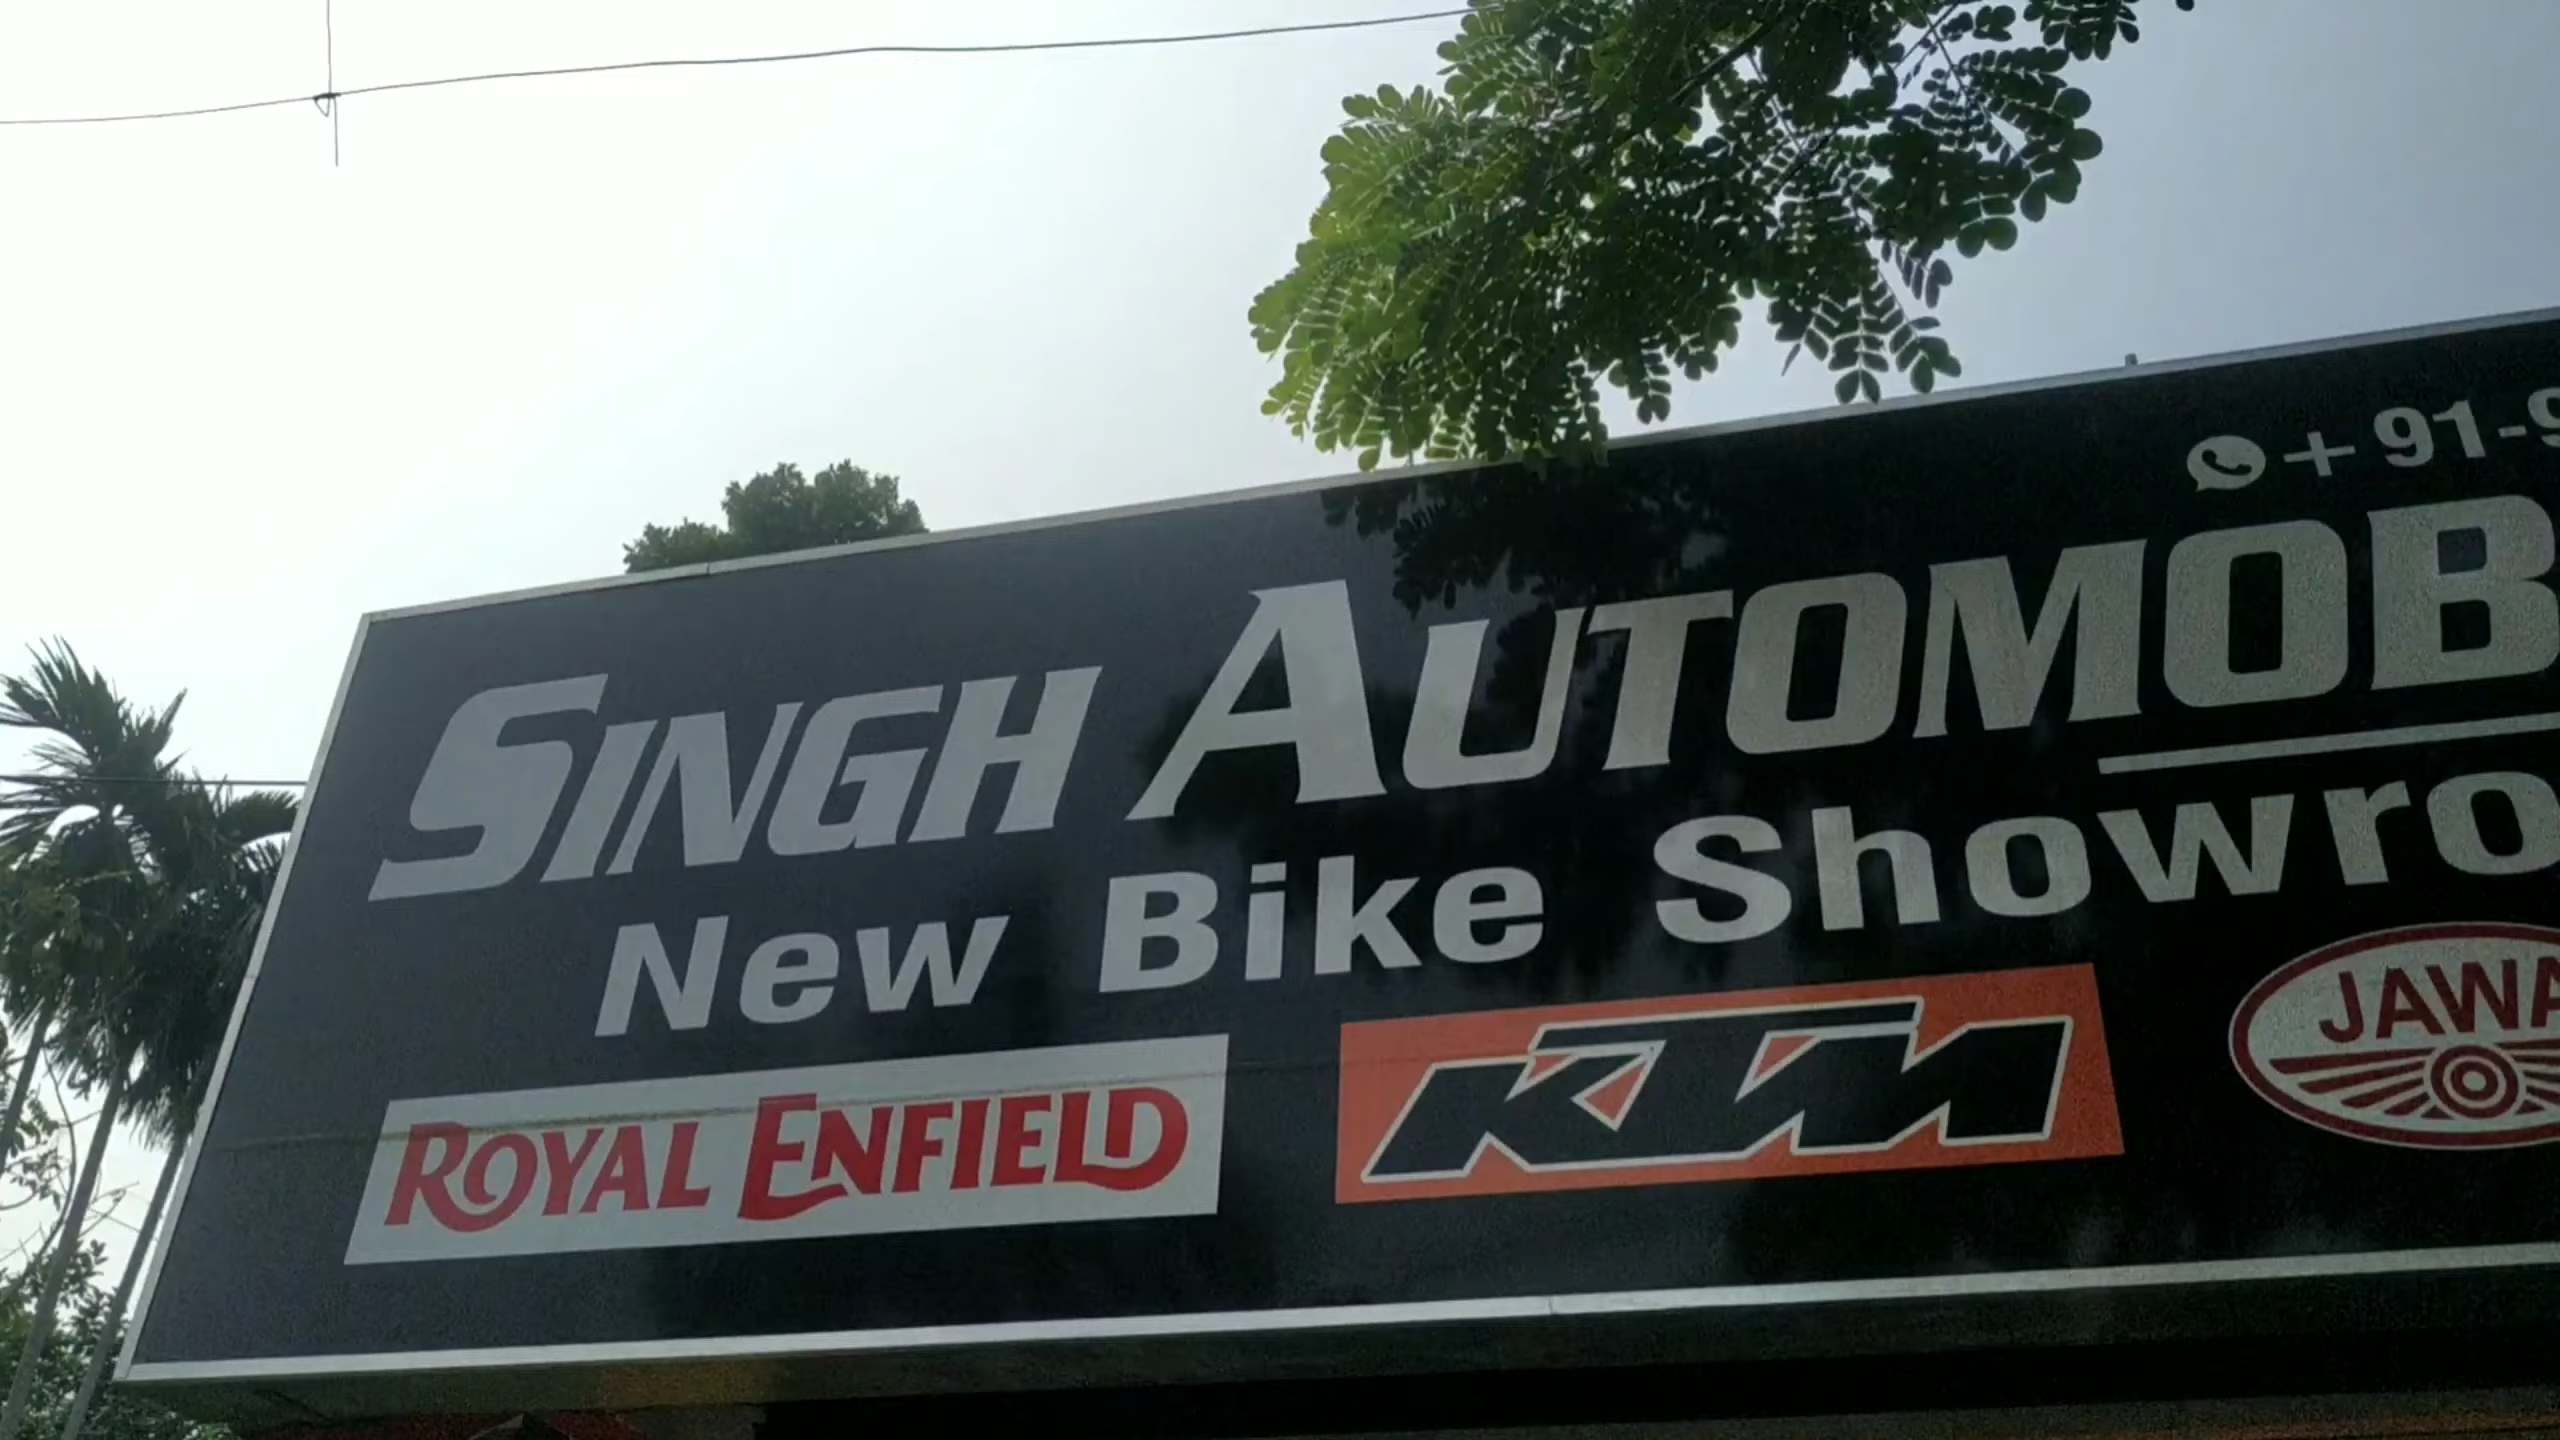 +91-9
SINGH AUTOMOB
New Bike Showro
ROYAL ENFIELD
KTM
JAWA